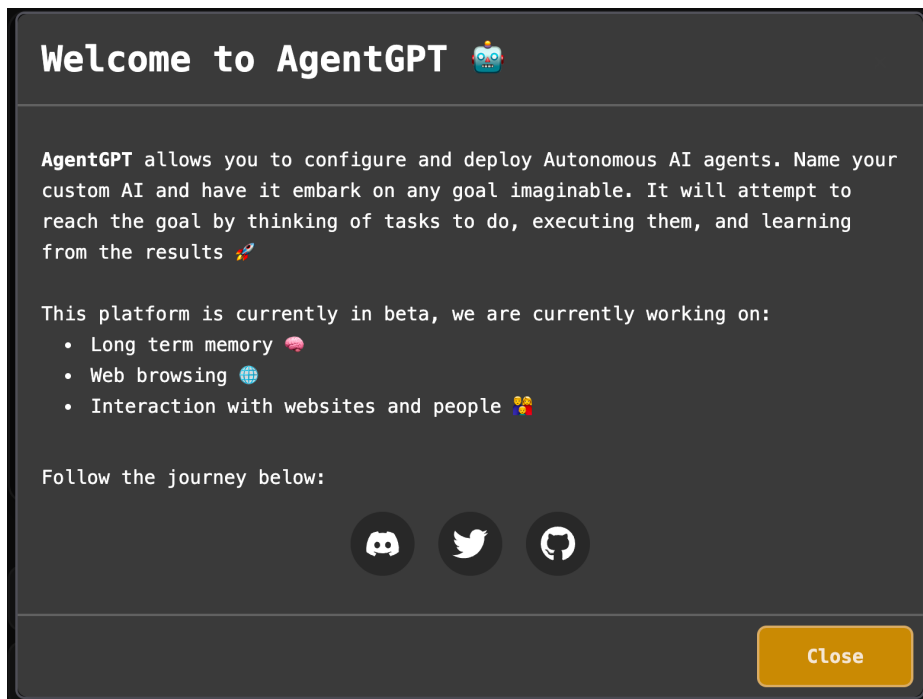 Welcome to AgentGPT 🤖
AgentGPT allows you to configure and deploy Autonomous AI agents. Name your
custom AI and have it embark on any goal imaginable. It will attempt to
reach the goal by thinking of tasks to do, executing them, and learning
from the results 🚀
This platform is currently in beta, we are currently working on:
• Long term memory 🧠
• Web browsing 🌐
• Interaction with websites and people 👨‍👩‍👦
Follow the journey below:
Close